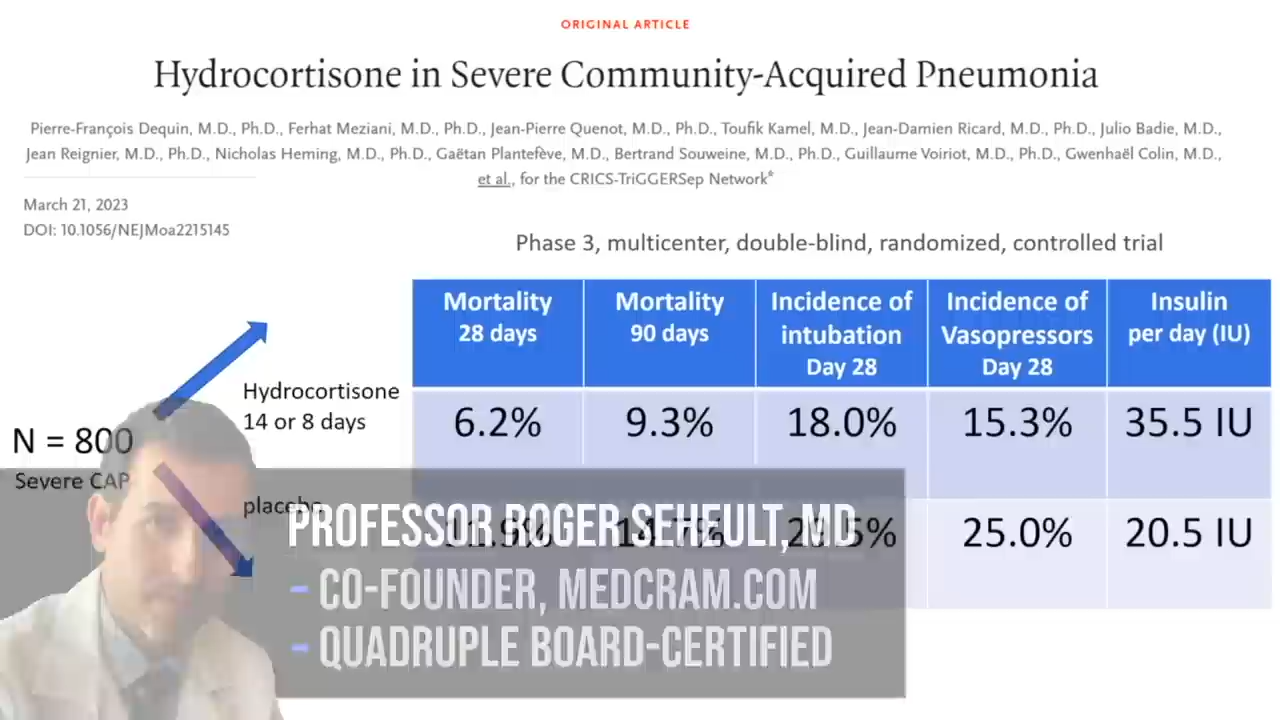 ORIGINAL ARTICLE
Hydrocortisone in Severe Community-Acquired Pneumonia
Pierre-François Dequin, M.D., Ph.D., Ferhat Meziani, M.D., Ph.D., Jean-Pierre Quenot, M.D., Ph.D., Toufik Kamel, M.D., Jean-Damien Ricard, M.D., Ph.D., Julio Badie, M.D.,
Jean Reignier, M.D., Ph.D., Nicholas Heming, M.D., Ph.D., Gaëtan Plantefève, M.D., Bertrand Souweine, M.D., Ph.D., Guillaume Voiriot, M.D., Ph.D., Gwenhaël Colin, M.D.,
et al., for the CRICS-TriGGERSep Network*
March 21, 2023
DOI: 10.1056/NEJMoa2215145
Phase 3, multicenter, double-blind, randomized, controlled trial
Mortality 28 days
Mortality 90 days
Incidence of intubation Day 28
Incidence of Vasopressors Day 28
Insulin per day (IU)
Hydrocortisone
14 or 8 days
6.2% 9.3% 18.0% 15.3% 35.5 IU
N = 800
Severe CAP
placebo
11.9% 14.7% 29.5% 25.0% 20.5 IU
PROFESSOR ROGER SEHEULT, MD
- CO-FOUNDER, MEDCRAM.COM
- QUADRUPLE BOARD-CERTIFIED